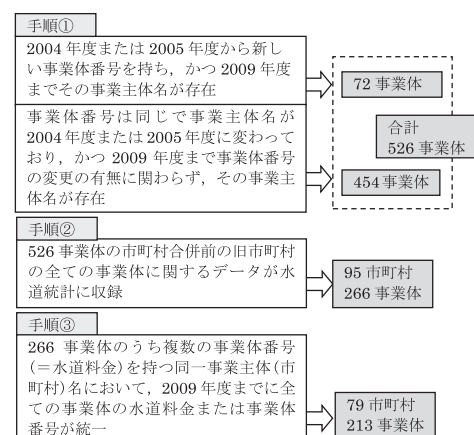 手順①
2004 年度または 2005 年度から新し
い事業体番号を持ち，かつ 2009 年度
までその事業主体名が存在
72 事業体
事業体番号は同じで事業主体名が
2004 年度または 2005 年度に変わって
おり，かつ 2009 年度まで事業体番号
の変更の有無に関わらず，その事業主
体名が存在
454 事業体
合計
526 事業体
手順②
526 事業体の市町村合併前の旧市町村
の全ての事業体に関するデータが水
道統計に収録
95 市町村
266 事業体
手順③
266 事業体のうち複数の事業体番号
(＝水道料金)を持つ同一事業主体(市
町村)名において，2009 年度までに全
ての事業体の水道料金または事業体
番号が統一
79 市町村
213 事業体